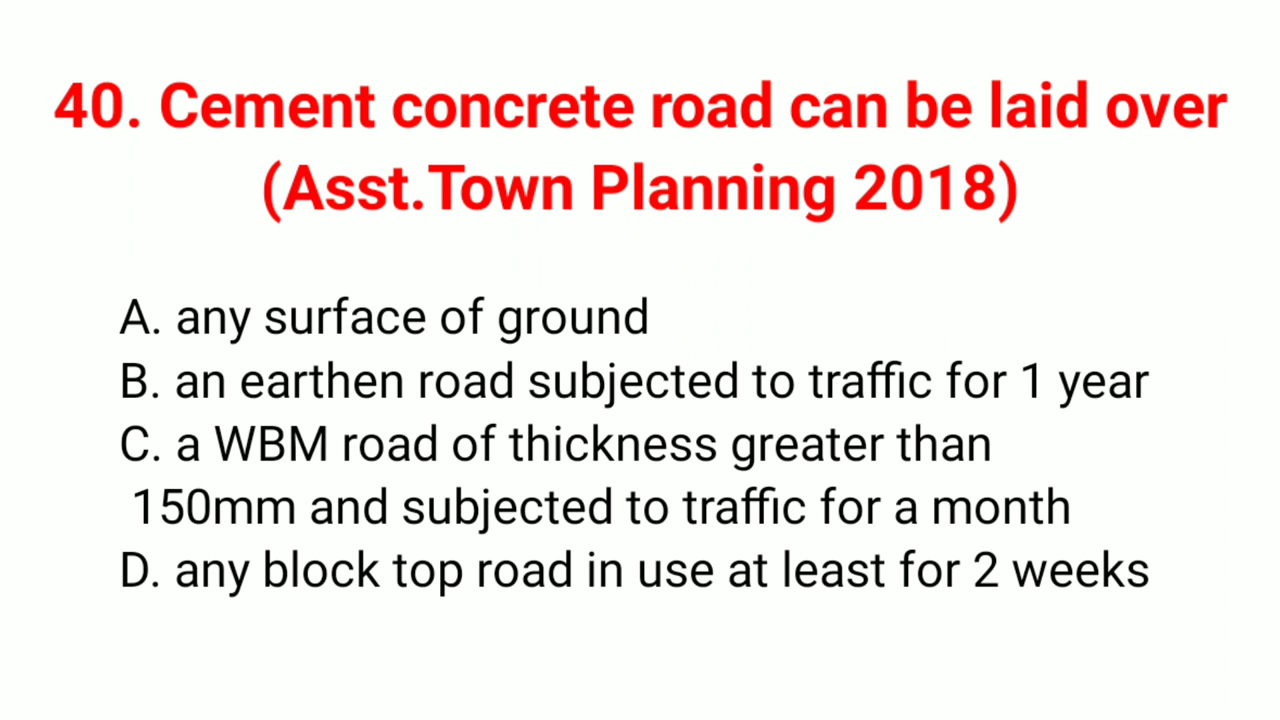 40. Cement concrete road can be laid over
(Asst.Town Planning 2018)
A. any surface of ground
B. an earthen road subjected to traffic for 1 year
C. a WBM road of thickness greater than
150mm and subjected to traffic for a month
D. any block top road in use at least for 2 weeks